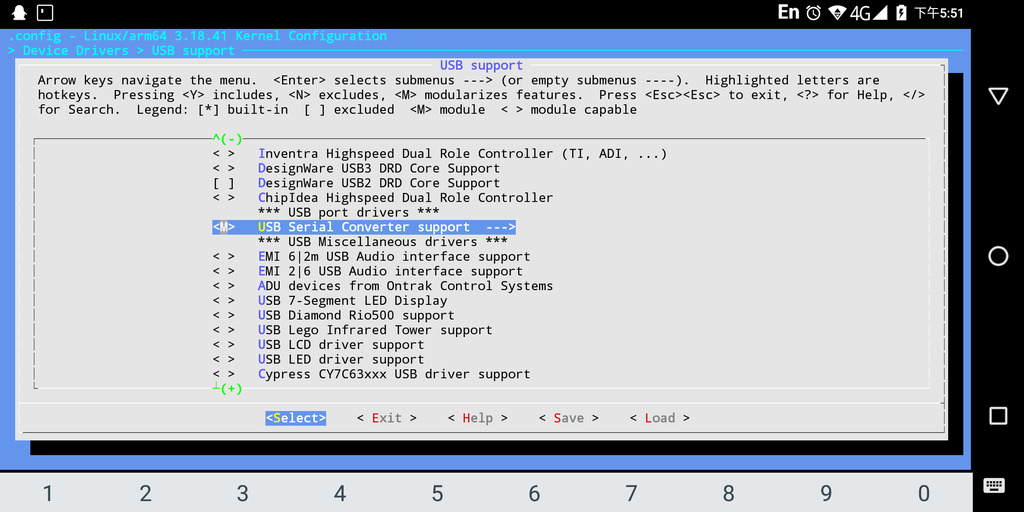 En 4G 下午5:51
.config - Linux/arm64 3.18.41 Kernel Configuration
> Device Drivers > USB support
USB support
Arrow keys navigate the menu.  <Enter> selects submenus ---> (or empty submenus ----).  Highlighted letters are
hotkeys.  Pressing <Y> includes, <N> excludes, <M> modularizes features.  Press <Esc><Esc> to exit, <?> for Help, </>
for Search.  Legend: [*] built-in  [ ] excluded  <M> module  < > module capable
^(-)
< >   Inventra Highspeed Dual Role Controller (TI, ADI, ...)
< >   DesignWare USB3 DRD Core Support
[ ]   DesignWare USB2 DRD Core Support
< >   ChipIdea Highspeed Dual Role Controller
*** USB port drivers ***
<M>   USB Serial Converter support  --->
*** USB Miscellaneous drivers ***
< >   EMI 6|2m USB Audio interface support
< >   EMI 2|6 USB Audio interface support
< >   ADU devices from Ontrak Control Systems
< >   USB 7-Segment LED Display
< >   USB Diamond Rio500 support
< >   USB Lego Infrared Tower support
< >   USB LCD driver support
< >   USB LED driver support
< >   Cypress CY7C63xxx USB driver support
┴(+)
<Select>    < Exit >    < Help >    < Save >    < Load >
1 2 3 4 5 6 7 8 9 0